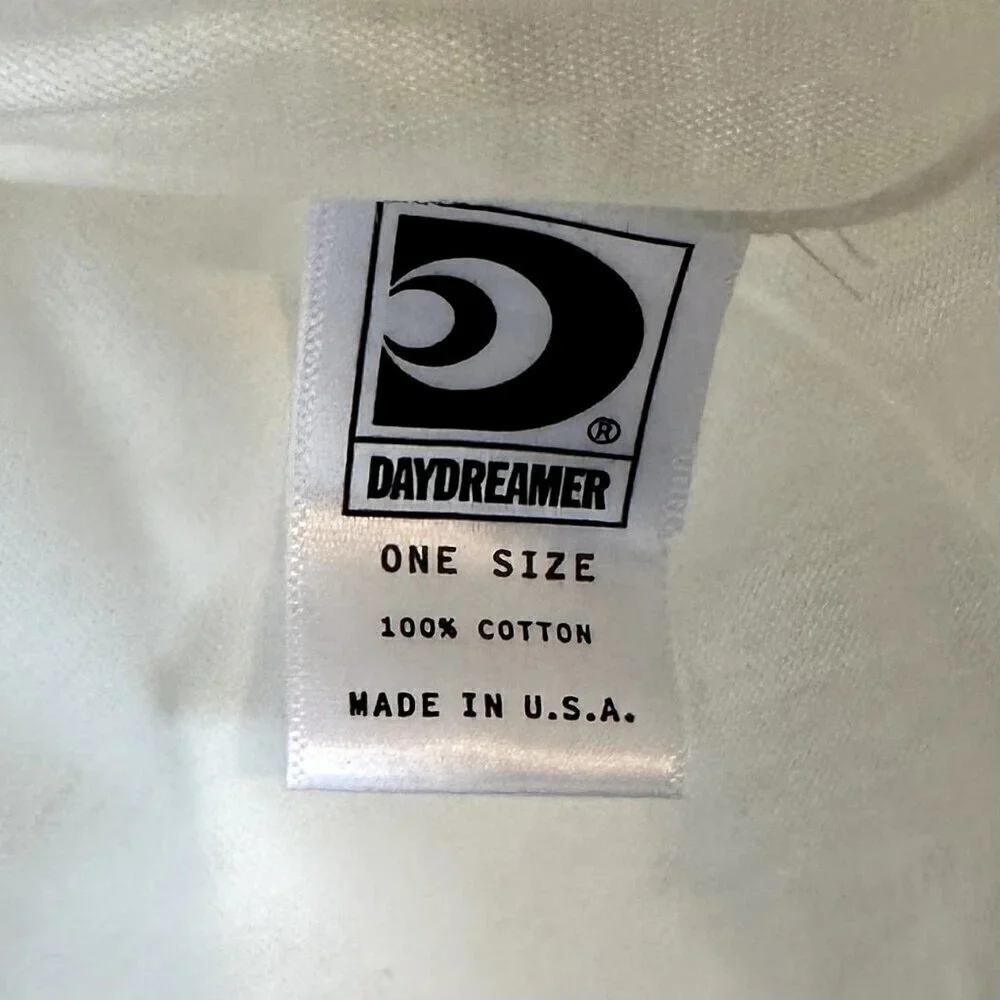 ®
DAYDREAMER
ONE SIZE
100% COTTON
MADE IN U.S.A.